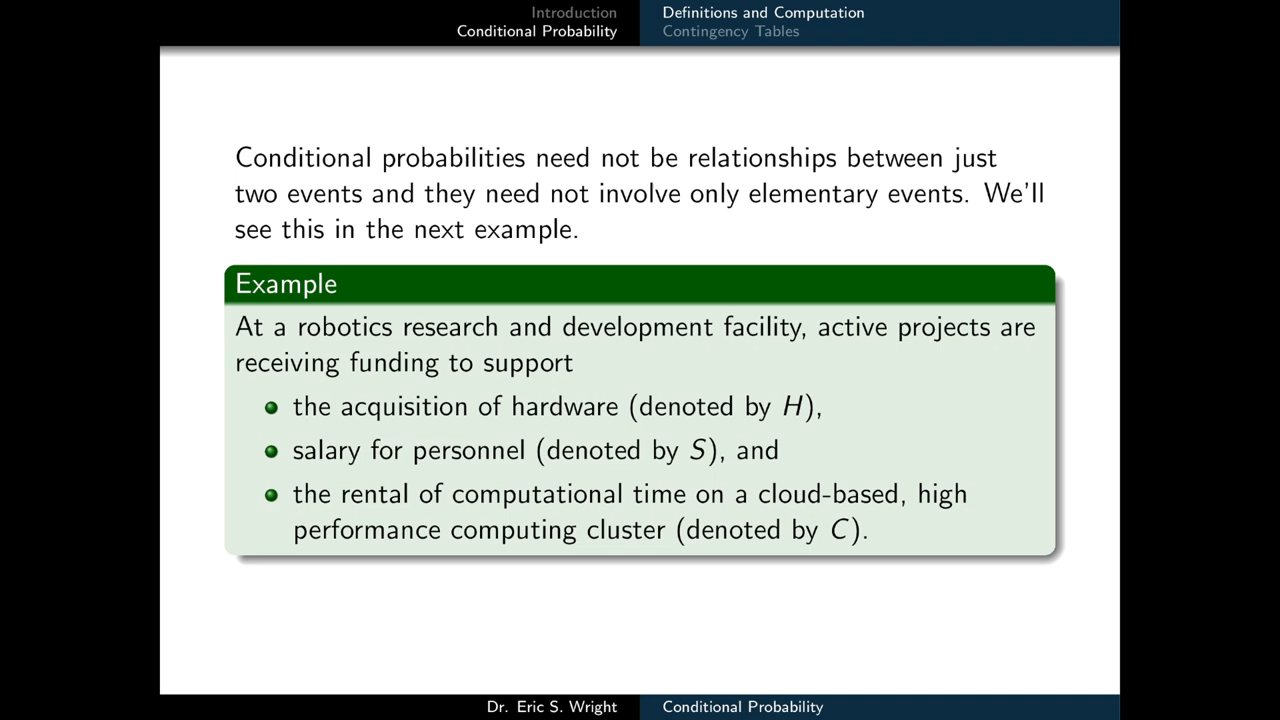 Introduction
Conditional Probability
Definitions and Computation
Contingency Tables
Conditional probabilities need not be relationships between just
two events and they need not involve only elementary events. We'll
see this in the next example.
Example
At a robotics research and development facility, active projects are
receiving funding to support
the acquisition of hardware (denoted by H),
salary for personnel (denoted by S), and
the rental of computational time on a cloud-based, high
performance computing cluster (denoted by C).
Dr. Eric S. Wright
Conditional Probability